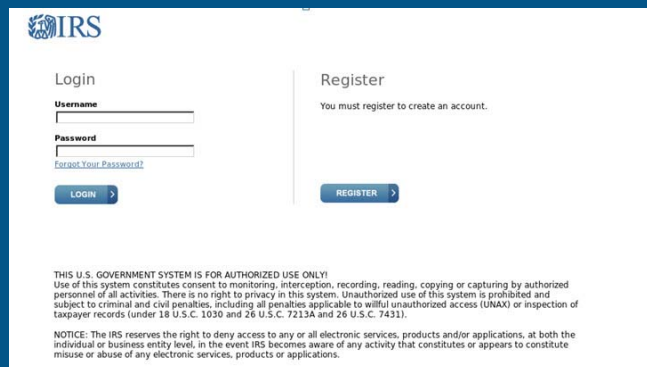 IRS
Login
Username
Password
Forgot Your Password?
LOGIN
Register
You must register to create an account.
REGISTER
THIS U.S. GOVERNMENT SYSTEM IS FOR AUTHORIZED USE ONLY!
Use of this system constitutes consent to monitoring, interception, recording, reading, copying or capturing by authorized
personnel of all activities. There is no right to privacy in this system. Unauthorized use of this system is prohibited and
subject to criminal and civil penalties, including all penalties applicable to willful unauthorized access (UNAX) or inspection of
taxpayer records (under 18 U.S.C. 1030 and 26 U.S.C. 7213A and 26 U.S.C. 7431).
NOTICE: The IRS reserves the right to deny access to any or all electronic services, products and/or applications, at both the
individual or business entity level, in the event IRS becomes aware of any activity that constitutes or appears to constitute
misuse or abuse of any electronic services, products or applications.